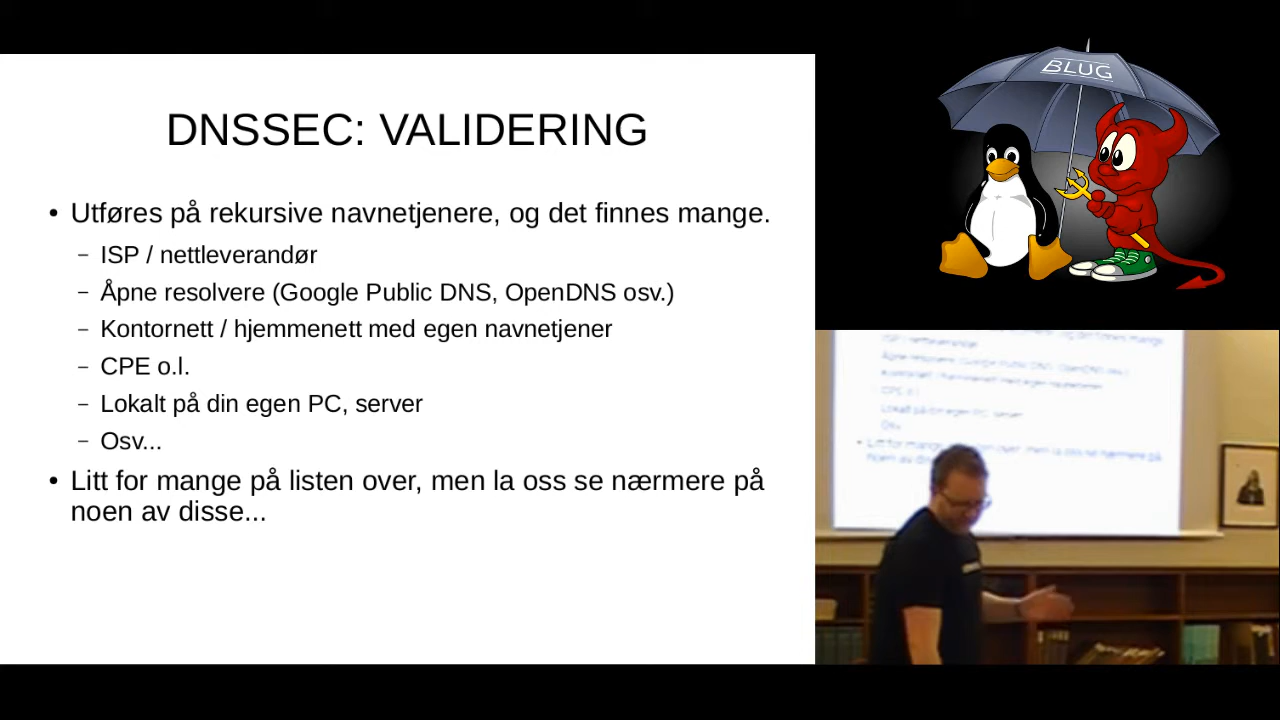 DNSSEC: VALIDERING
• Utføres på rekursive navnetjenere, og det finnes mange.
– ISP / nettleverandør
– Åpne resolvere (Google Public DNS, OpenDNS osv.)
– Kontornett / hjemmenett med egen navnetjener
– CPE o.l.
– Lokalt på din egen PC, server
– Osv...
• Litt for mange på listen over, men la oss se nærmere på
noen av disse...
BLUG